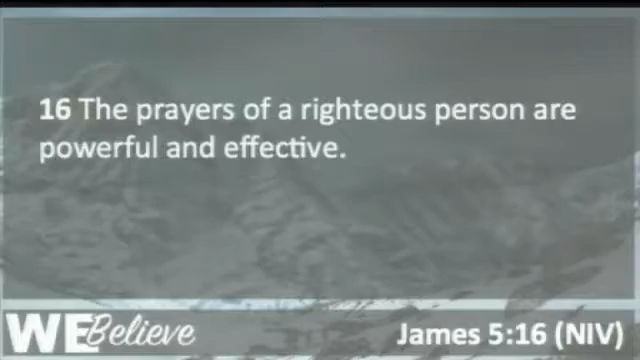 16 The prayers of a righteous person are
powerful and effective.
WE Believe
James 5:16 (NIV)